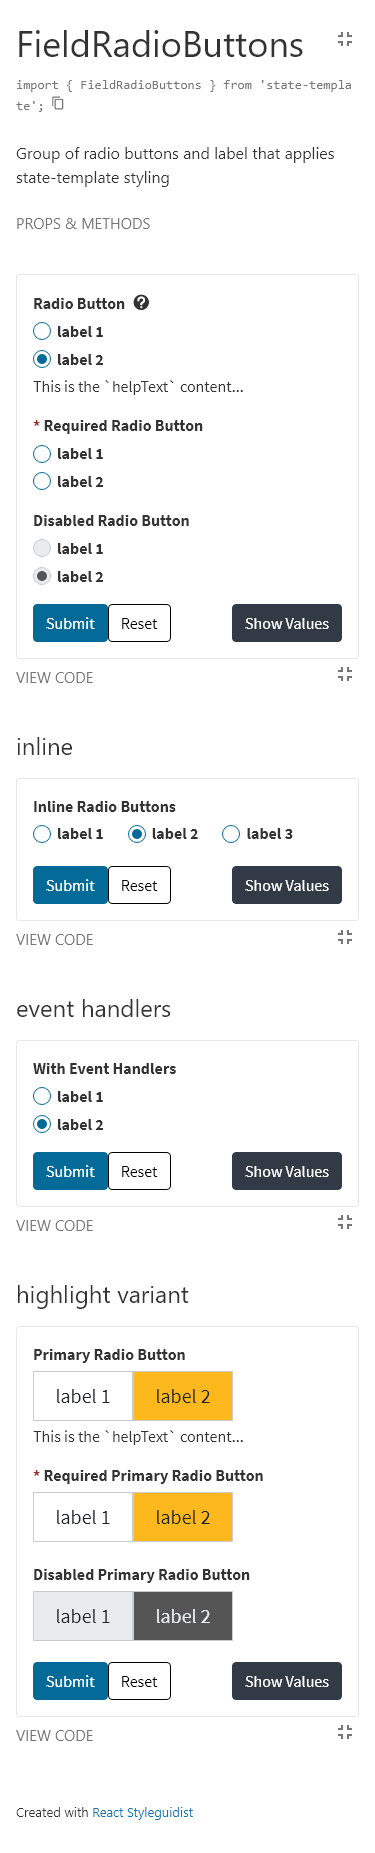 FieldRadioButtons
import { FieldRadioButtons } from 'state-templa
te';
Group of radio buttons and label that applies
state-template styling
PROPS & METHODS
Radio Button
label 1
label 2
This is the `helpText` content...
* Required Radio Button
label 1
label 2
Disabled Radio Button
label 1
label 2
Submit Reset Show Values
VIEW CODE
inline
Inline Radio Buttons
label 1 label 2 label 3
Submit Reset Show Values
VIEW CODE
event handlers
With Event Handlers
label 1
label 2
Submit Reset Show Values
VIEW CODE
highlight variant
Primary Radio Button
label 1 label 2
This is the `helpText` content...
* Required Primary Radio Button
label 1 label 2
Disabled Primary Radio Button
label 1 label 2
Submit Reset Show Values
VIEW CODE
Created with React Styleguidist